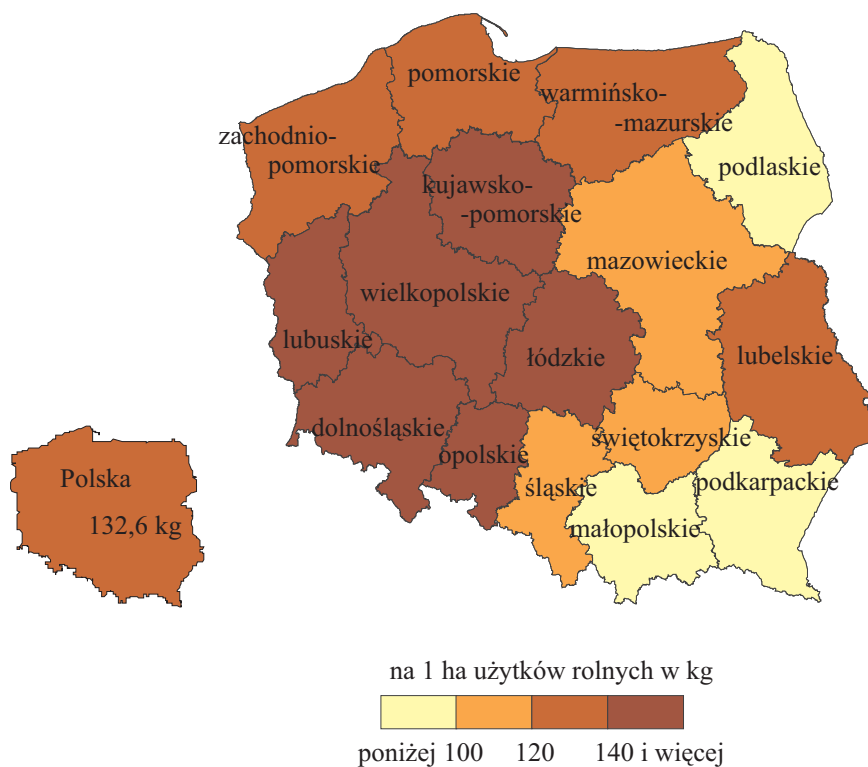 pomorskie
warmińsko-
-mazurskie
zachodnio-
pomorskie
podlaskie
kujawsko-
-pomorskie
mazowieckie
wielkopolskie
lubuskie
łódzkie
lubelskie
dolnośląskie
opolskie
świętokrzyskie
śląskie
podkarpackie
małopolskie
Polska
132,6 kg
na 1 ha użytków rolnych w kg
poniżej 100 120 140 i więcej